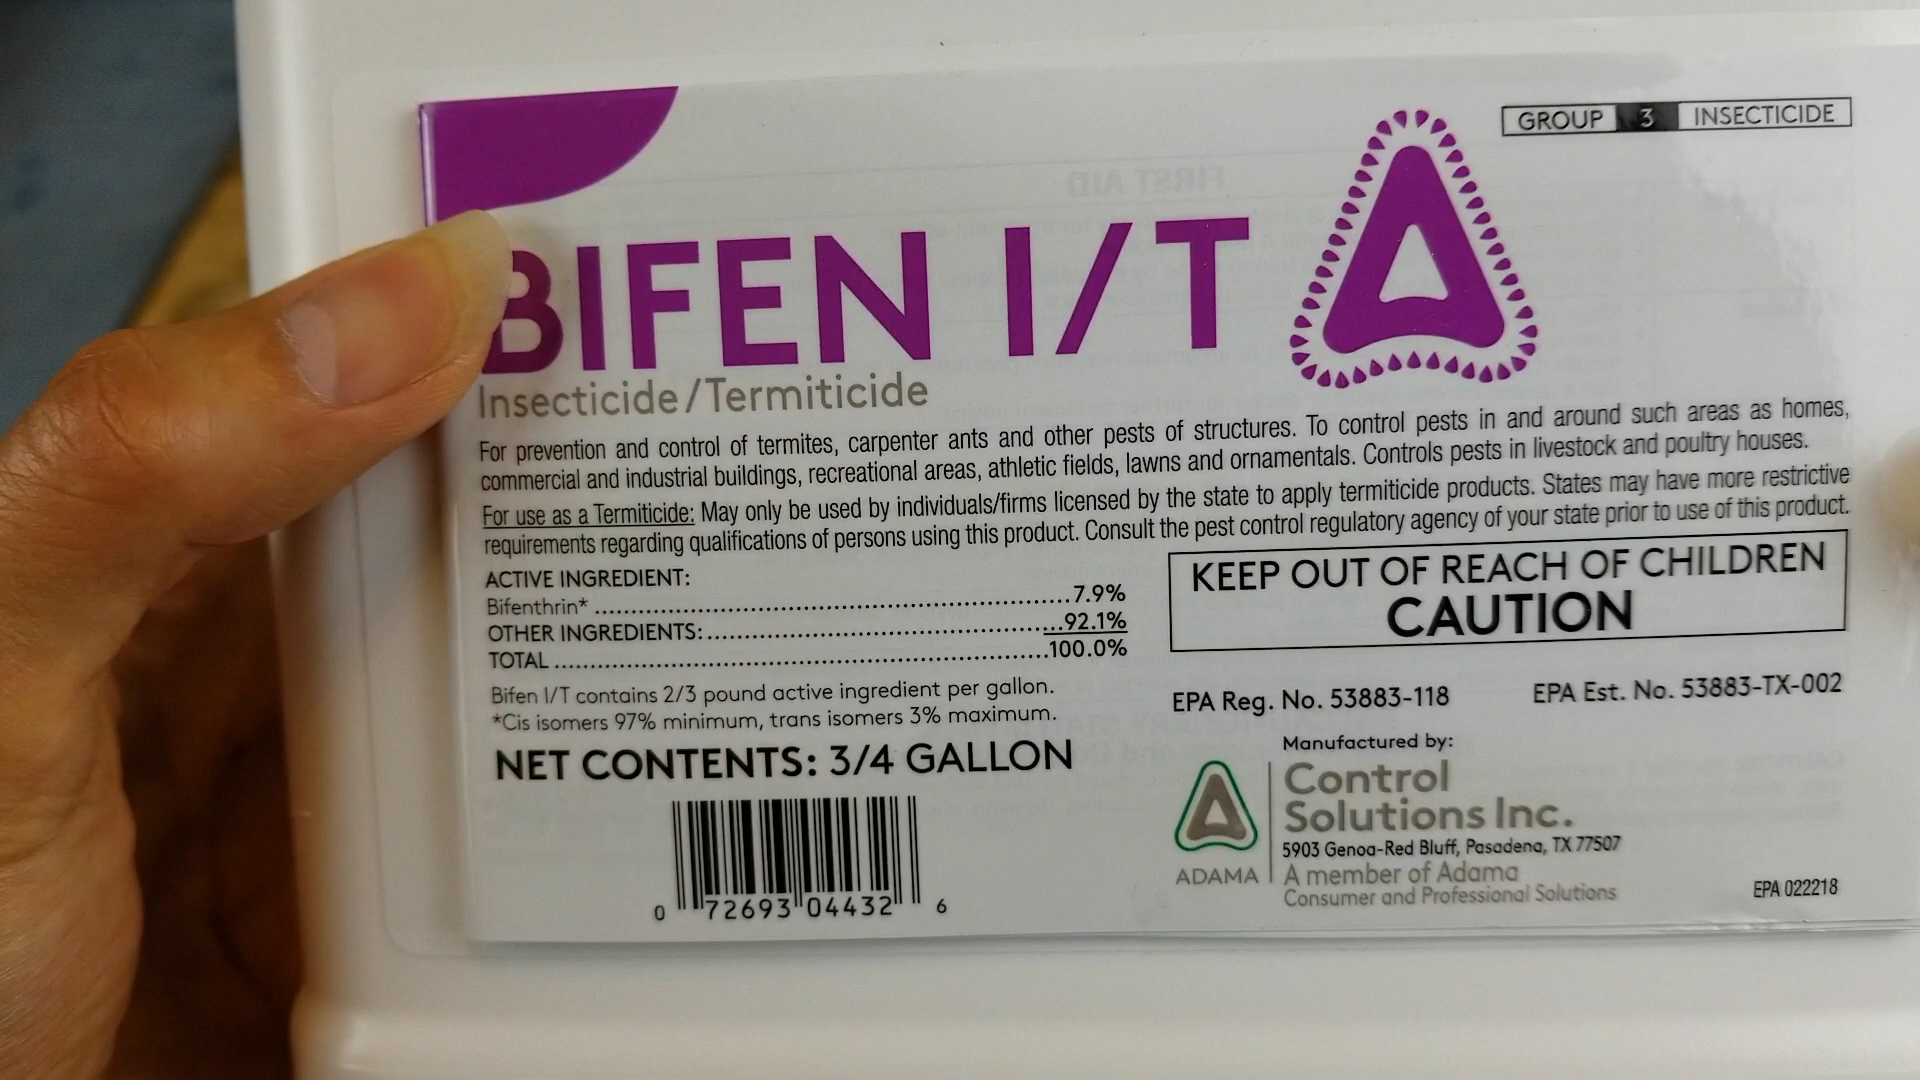 GROUP 3 INSECTICIDE
BIFEN I/T
Insecticide/Termiticide
For prevention and control of termites, carpenter ants and other pests of structures. To control pests in and around such areas as homes,
commercial and industrial buildings, recreational areas, athletic fields, lawns and ornamentals. Controls pests in livestock and poultry houses.
For use as a Termiticide: May only be used by individuals/firms licensed by the state to apply termiticide products. States may have more restrictive
requirements regarding qualifications of persons using this product. Consult the pest control regulatory agency of your state prior to use of this product.
ACTIVE INGREDIENT:
Bifenthrin* ........................................................................ 7.9%
OTHER INGREDIENTS: .................................................... 92.1%
TOTAL .............................................................................. 100.0%
Bifen I/T contains 2/3 pound active ingredient per gallon.
*Cis isomers 97% minimum, trans isomers 3% maximum.
NET CONTENTS: 3/4 GALLON
0 72693 04432 6
KEEP OUT OF REACH OF CHILDREN
CAUTION
EPA Reg. No. 53883-118 EPA Est. No. 53883-TX-002
Manufactured by:
Control
Solutions Inc.
5903 Genoa-Red Bluff, Pasadena, TX 77507
ADAMA
A member of Adama
Consumer and Professional Solutions
EPA 022218